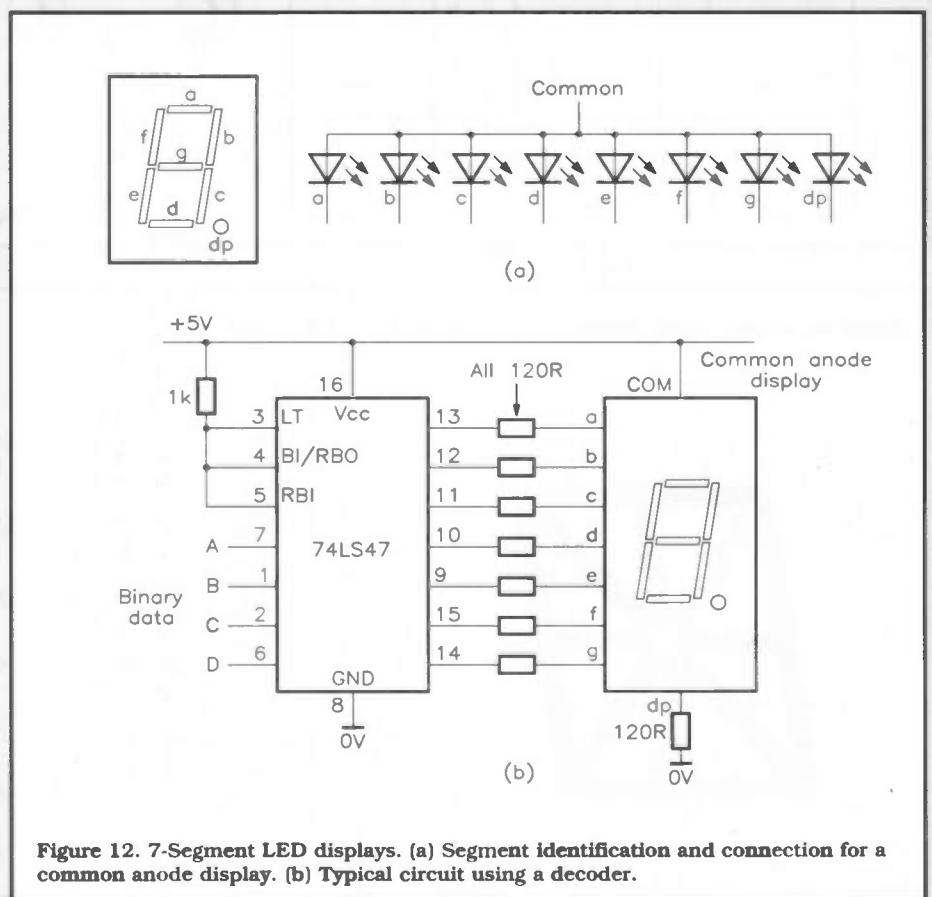 a
f b
g
e c
d
dp
Common
a b c d e f g dp
(a)
+5V
1k
16
Vcc
3 LT
4 BI/RBO
5 RBI
A 7
B 1
C 2
D 6
Binary
data
74LS47
GND
8
0V
13
12
11
10
9
15
14
All 120R
COM
Common anode
display
a
b
c
d
e
f
g
dp
120R
0V
(b)
Figure 12. 7-Segment LED displays. (a) Segment identification and connection for a
common anode display. (b) Typical circuit using a decoder.